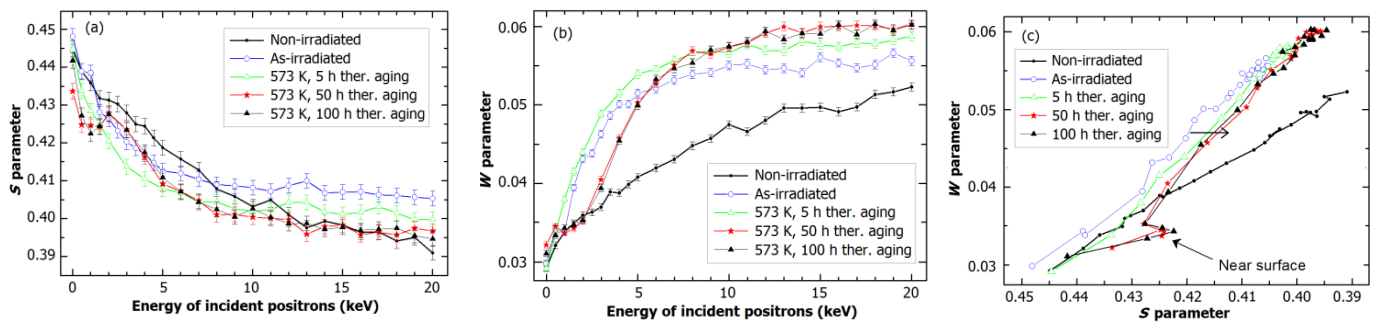 (a)
Non-irradiated
As-irradiated
573 K, 5 h ther. aging
573 K, 50 h ther. aging
573 K, 100 h ther. aging
0.45
0.44
0.43
0.42
0.41
0.40
0.39
S parameter
0 5 10 15 20
Energy of incident positrons (keV)
(b)
0.06
0.05
0.04
0.03
W parameter
Non-irradiated
As-irradiated
573 K, 5 h ther. aging
573 K, 50 h ther. aging
573 K, 100 h ther. aging
0 5 10 15 20
Energy of incident positrons (keV)
(c)
0.06
0.05
0.04
0.03
W parameter
Non-irradiated
As-irradiated
5 h ther. aging
50 h ther. aging
100 h ther. aging
Near surface
0.45 0.44 0.43 0.42 0.41 0.40 0.39
S parameter